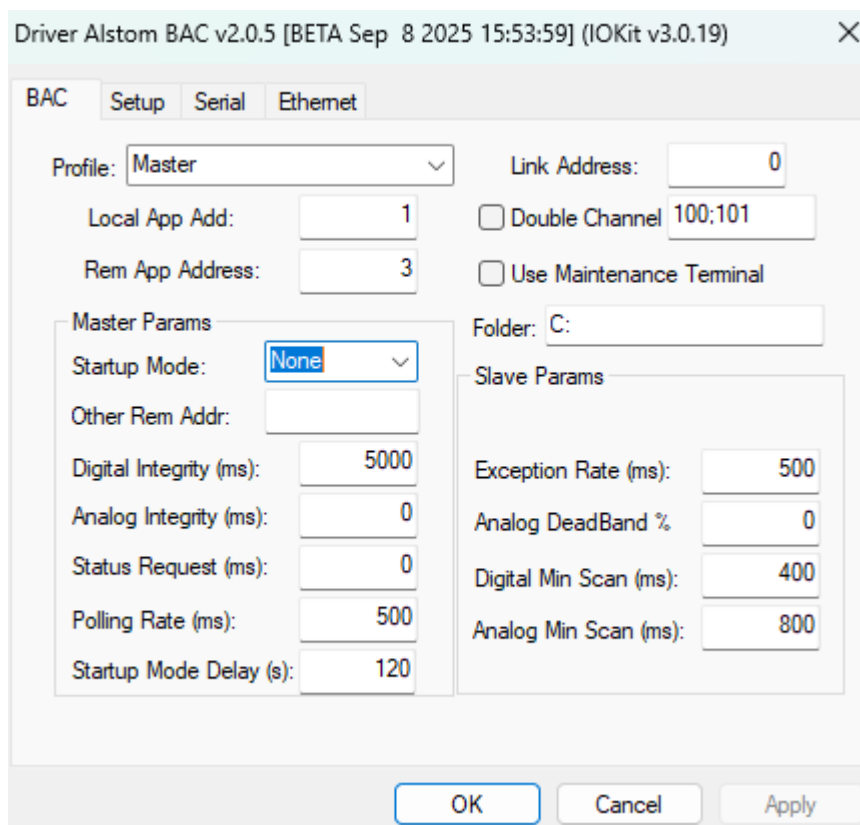 Driver Alstom BAC v2.0.5 [BETA Sep  8 2025 15:53:59] (IOKit v3.0.19)
BAC Setup Serial Ethernet
Profile: Master
Link Address: 0
Local App Add: 1
Double Channel 100;101
Rem App Address: 3
Use Maintenance Terminal
Folder: C:
Master Params
Startup Mode: None
Other Rem Addr:
Digital Integrity (ms): 5000
Analog Integrity (ms): 0
Status Request (ms): 0
Polling Rate (ms): 500
Startup Mode Delay (s): 120
Slave Params
Exception Rate (ms): 500
Analog DeadBand % 0
Digital Min Scan (ms): 400
Analog Min Scan (ms): 800
OK Cancel Apply